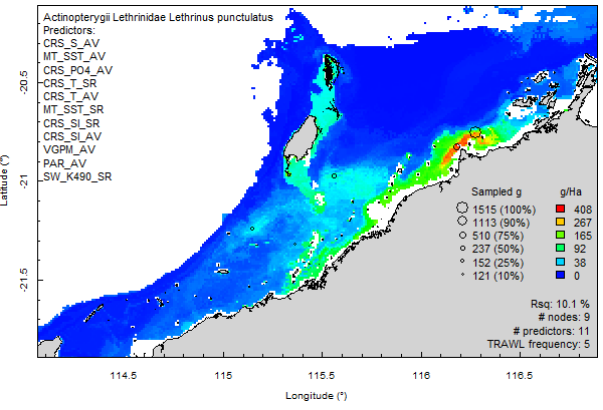 Actinopterygii Lethrinidae Lethrinus punctulatus
Predictors:
CRS_S_AV
MT_SST_AV
CRS_PO4_AV
CRS_T_SR
CRS_T_AV
MT_SST_SR
CRS_SI_SR
CRS_SI_AV
VGPM_AV
PAR_AV
SW_K490_SR
-20.5
-21
-21.5
Latitude (°)
Sampled g g/Ha
1515 (100%) 408
1113 (90%) 267
510 (75%) 165
237 (50%) 92
152 (25%) 38
121 (10%) 0
Rsq: 10.1 %
# nodes: 9
# predictors: 11
TRAWL frequency: 5
114.5 115 115.5 116 116.5
Longitude (°)